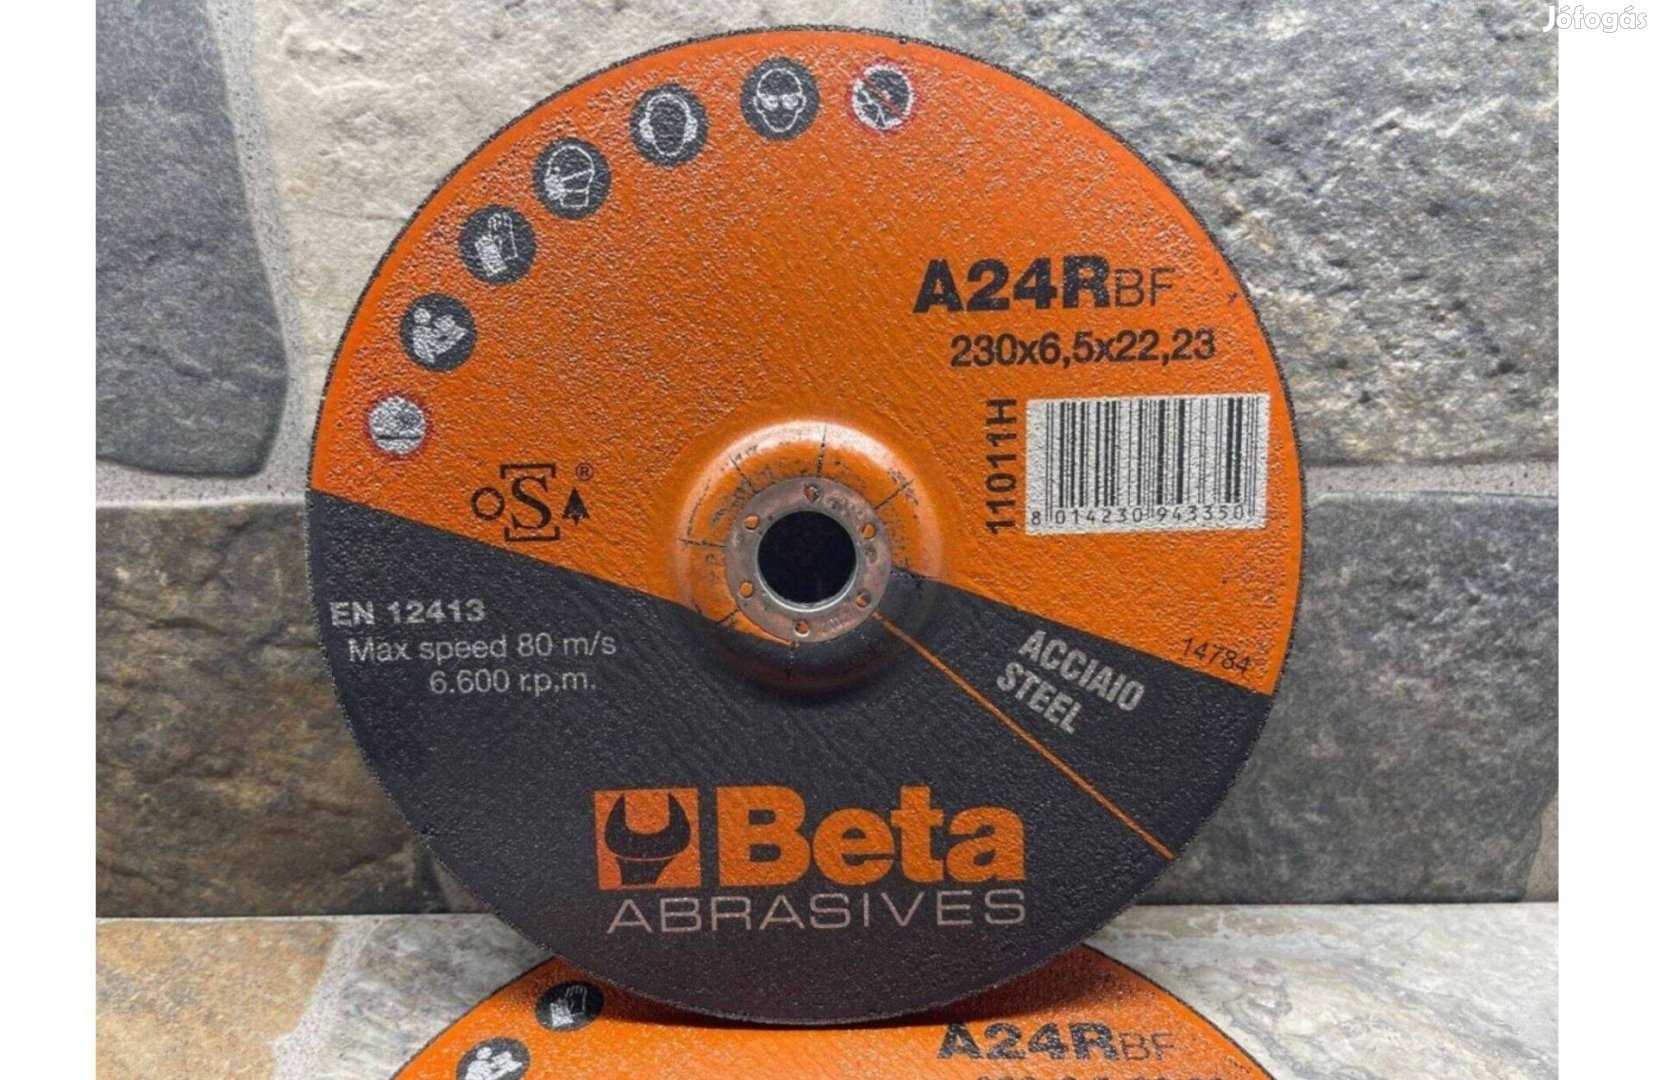 Jófogás
A24RBF
230x6,5x22,23
11011H
8 014230 943350
OSA®
EN 12413
Max speed 80 m/s
6.600 r.p.m.
14784
ACCIAIO
STEEL
Beta
ABRASIVES
A24RBF